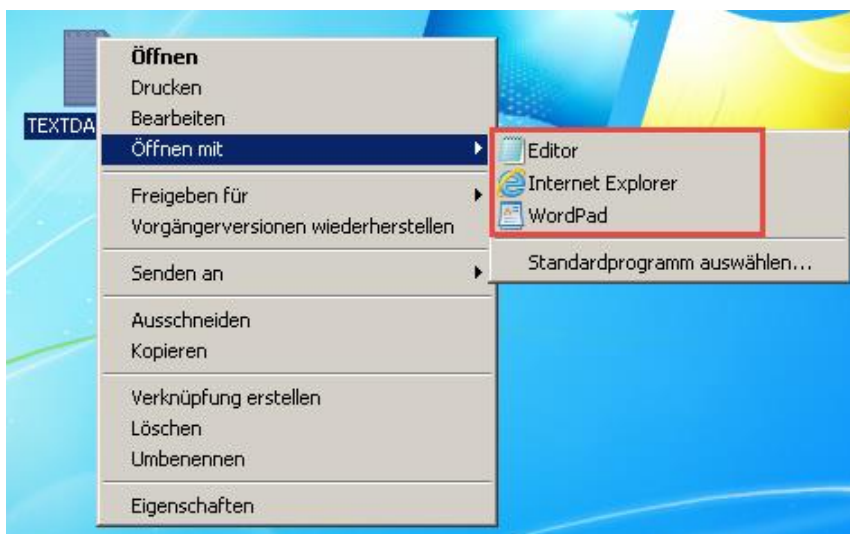 TEXTDA
Öffnen
Drucken
Bearbeiten
Öffnen mit
Freigeben für
Vorgängerversionen wiederherstellen
Senden an
Ausschneiden
Kopieren
Verknüpfung erstellen
Löschen
Umbenennen
Eigenschaften
Editor
Internet Explorer
WordPad
Standardprogramm auswählen...